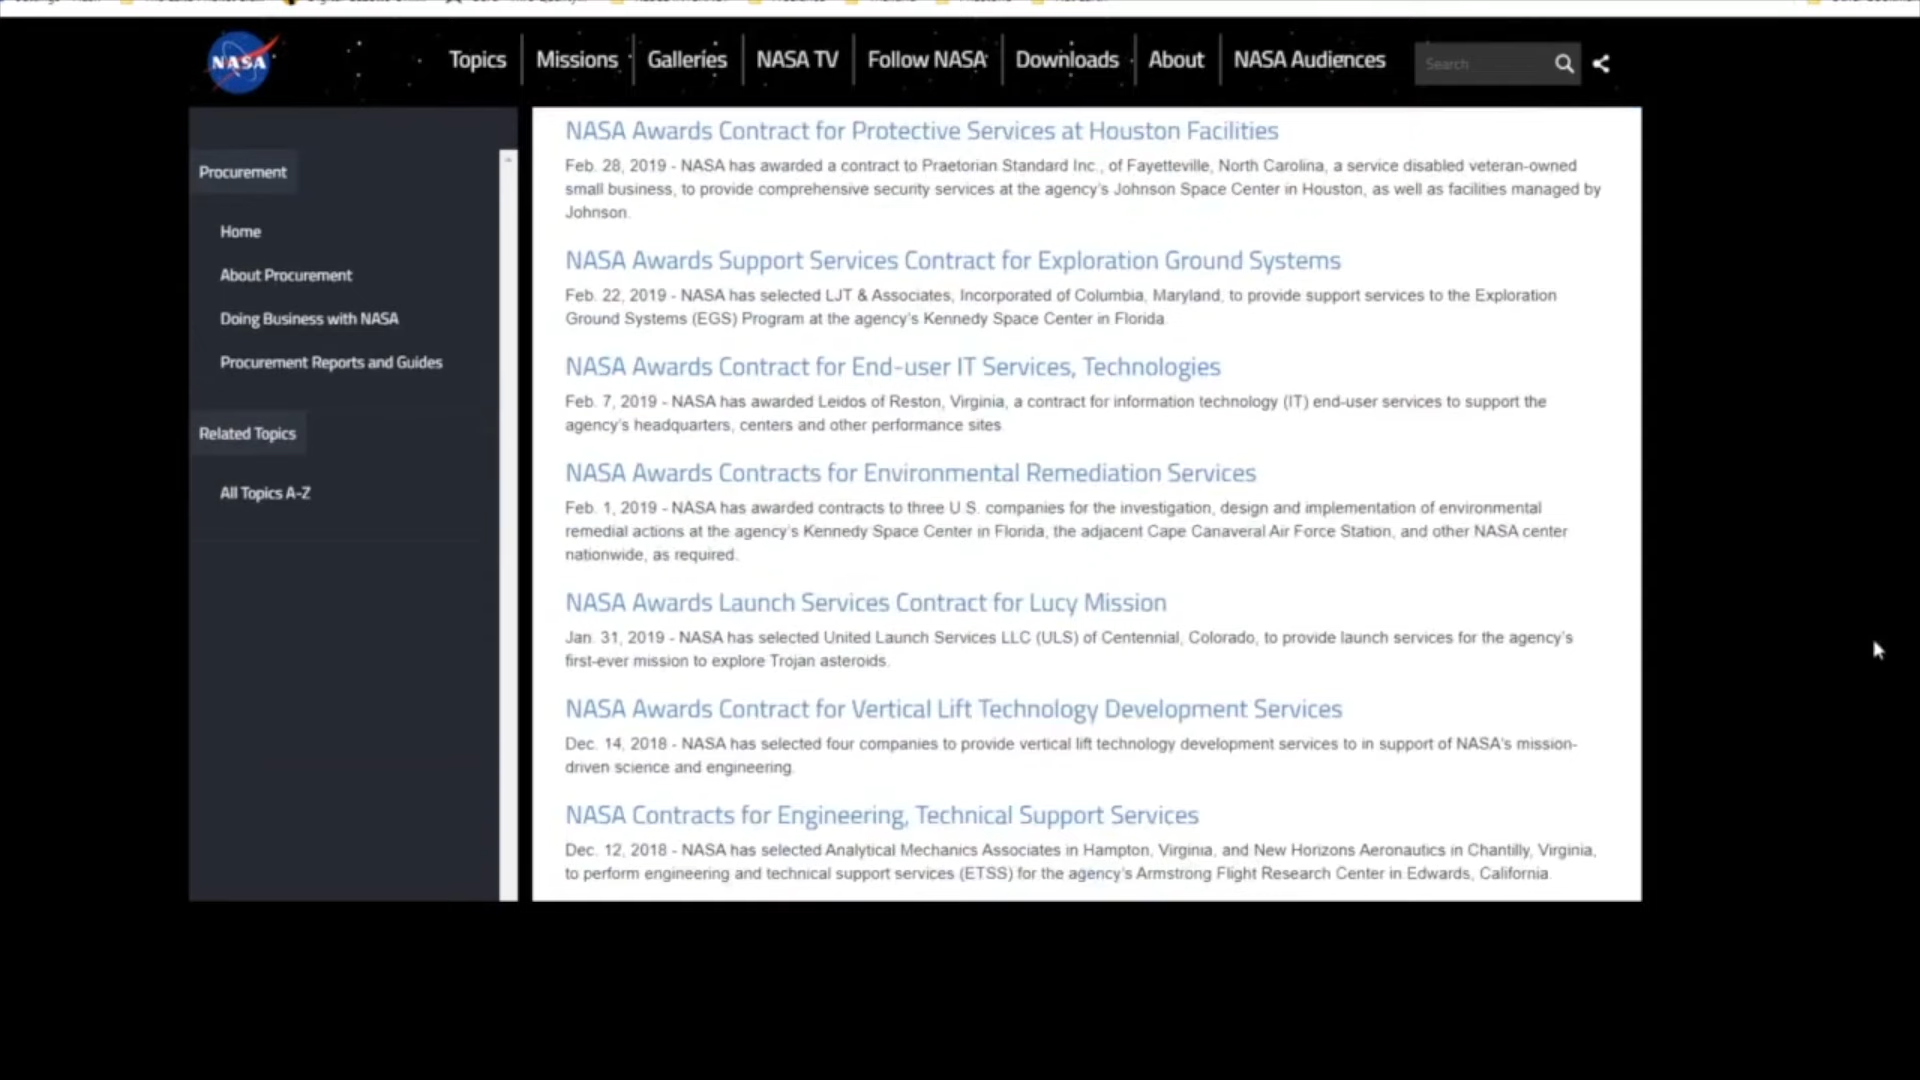 NASA
Topics
Missions
Galleries
NASA TV
Follow NASA
Downloads
About
NASA Audiences
Search
Procurement
Home
About Procurement
Doing Business with NASA
Procurement Reports and Guides
Related Topics
All Topics A-Z
NASA Awards Contract for Protective Services at Houston Facilities
Feb. 28, 2019 - NASA has awarded a contract to Praetorian Standard Inc., of Fayetteville, North Carolina, a service disabled veteran-owned
small business, to provide comprehensive security services at the agency's Johnson Space Center in Houston, as well as facilities managed by
Johnson.
NASA Awards Support Services Contract for Exploration Ground Systems
Feb. 22, 2019 - NASA has selected LJT & Associates, Incorporated of Columbia, Maryland, to provide support services to the Exploration
Ground Systems (EGS) Program at the agency's Kennedy Space Center in Florida.
NASA Awards Contract for End-user IT Services, Technologies
Feb. 7, 2019 - NASA has awarded Leidos of Reston, Virginia, a contract for information technology (IT) end-user services to support the
agency's headquarters, centers and other performance sites.
NASA Awards Contracts for Environmental Remediation Services
Feb. 1, 2019 - NASA has awarded contracts to three U.S. companies for the investigation, design and implementation of environmental
remedial actions at the agency's Kennedy Space Center in Florida, the adjacent Cape Canaveral Air Force Station, and other NASA center
nationwide, as required.
NASA Awards Launch Services Contract for Lucy Mission
Jan. 31, 2019 - NASA has selected United Launch Services LLC (ULS) of Centennial, Colorado, to provide launch services for the agency's
first-ever mission to explore Trojan asteroids.
NASA Awards Contract for Vertical Lift Technology Development Services
Dec. 14, 2018 - NASA has selected four companies to provide vertical lift technology development services to in support of NASA's mission-
driven science and engineering.
NASA Contracts for Engineering, Technical Support Services
Dec. 12, 2018 - NASA has selected Analytical Mechanics Associates in Hampton, Virginia, and New Horizons Aeronautics in Chantilly, Virginia,
to perform engineering and technical support services (ETSS) for the agency's Armstrong Flight Research Center in Edwards, California.